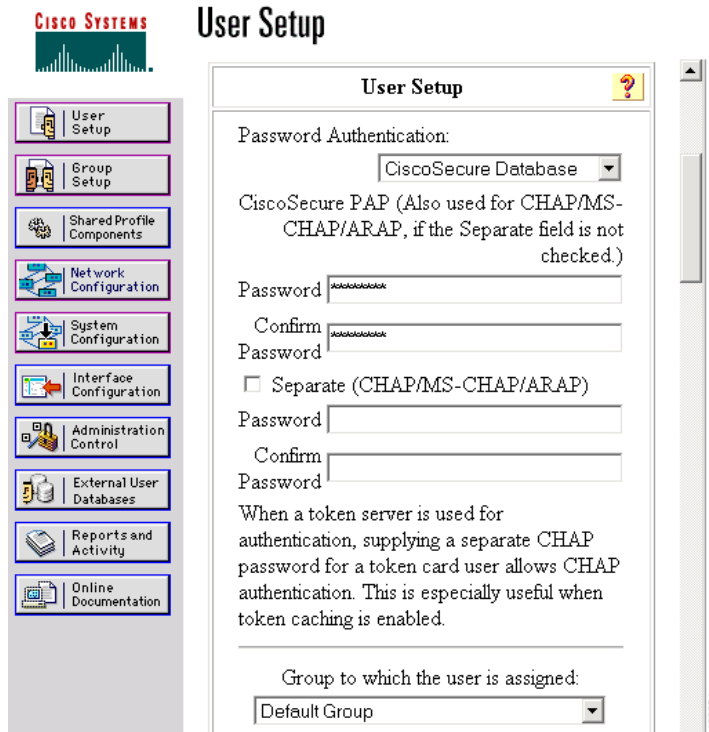 CISCO SYSTEMS
User Setup
User
Setup
Group
Setup
Shared Profile
Components
Network
Configuration
System
Configuration
Interface
Configuration
Administration
Control
External User
Databases
Reports and
Activity
Online
Documentation
User Setup
?
Password Authentication:
CiscoSecure Database
CiscoSecure PAP (Also used for CHAP/MS-
CHAP/ARAP, if the Separate field is not
checked.)
Password *********
Confirm
Password *********
Separate (CHAP/MS-CHAP/ARAP)
Password
Confirm
Password
When a token server is used for
authentication, supplying a separate CHAP
password for a token card user allows CHAP
authentication. This is especially useful when
token caching is enabled.
Group to which the user is assigned:
Default Group